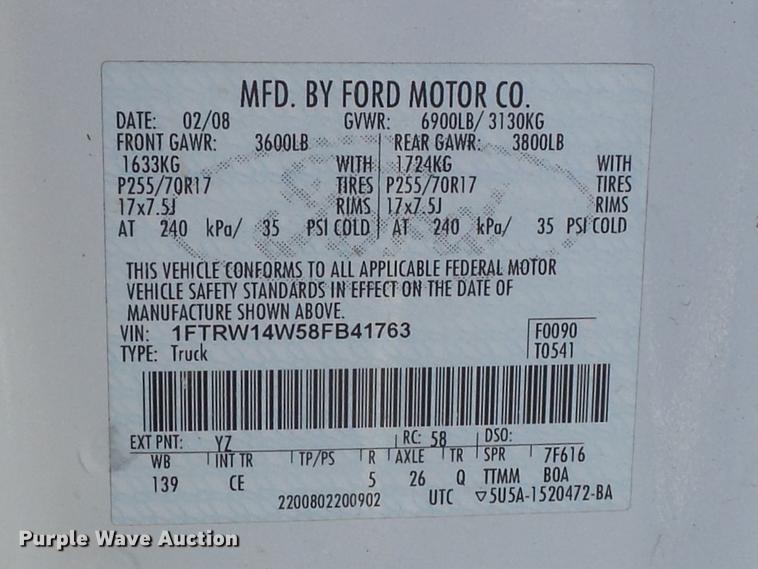 MFD. BY FORD MOTOR CO.
DATE: 02/08 GVWR: 6900LB/ 3130KG
FRONT GAWR: 3600LB REAR GAWR: 3800LB
1633KG WITH 1724KG WITH
P255/70R17 TIRES P255/70R17 TIRES
17x7.5J RIMS 17x7.5J RIMS
AT 240 kPa/ 35 PSI COLD AT 240 kPa/ 35 PSI COLD
THIS VEHICLE CONFORMS TO ALL APPLICABLE FEDERAL MOTOR
VEHICLE SAFETY STANDARDS IN EFFECT ON THE DATE OF
MANUFACTURE SHOWN ABOVE.
VIN: 1FTRW14W58FB41763 F0090
TYPE: Truck T0541
EXT PNT: YZ RC: 58 DSO:
WB INT TR TP/PS R AXLE TR SPR 7F616
139 CE 5 26 Q TTMM BOA
2200802200902 UTC ▽5U5A-1520472-BA
Purple Wave Auction